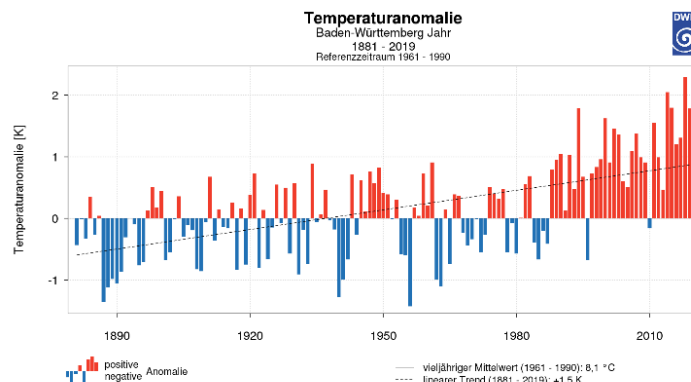 Temperaturanomalie
Baden-Württemberg Jahr
1881 - 2019
Referenzzeitraum 1961 - 1990
DWD
Temperaturanomalie [K]
2
1
0
-1
1890
1920
1950
1980
2010
positive
negative
Anomalie
vieljähriger Mittelwert (1961 - 1990): 8,1 °C
linearer Trend (1881 - 2019): +1,5 K